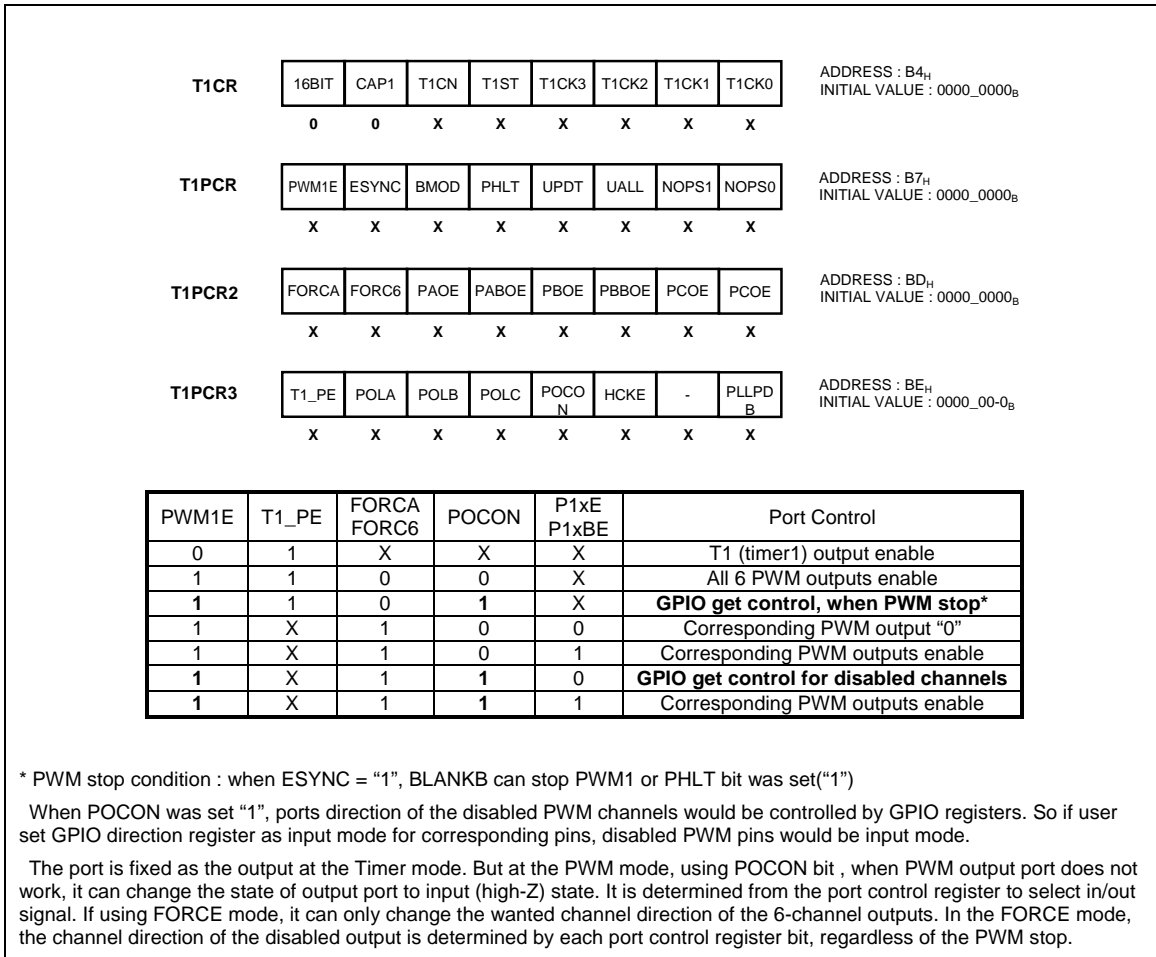 T1CR 16BIT CAP1 T1CN T1ST T1CK3 T1CK2 T1CK1 T1CK0 ADDRESS : B4H
INITIAL VALUE : 0000_0000B
0 0 X X X X X X
T1PCR PWM1E ESYNC BMOD PHLT UPDT UALL NOPS1 NOPS0 ADDRESS : B7H
INITIAL VALUE : 0000_0000B
X X X X X X X X
T1PCR2 FORCA FORC6 PAOE PABOE PBOE PBBOE PCOE PCOE ADDRESS : BDH
INITIAL VALUE : 0000_0000B
X X X X X X X X
T1PCR3 T1_PE POLA POLB POLC POCO
N HCKE - PLLPD
B ADDRESS : BEH
INITIAL VALUE : 0000_00-0B
X X X X X X X X
PWM1E T1_PE FORCA
FORC6 POCON P1xE
P1xBE Port Control
0 1 X X X T1 (timer1) output enable
1 1 0 0 X All 6 PWM outputs enable
1 1 0 1 X GPIO get control, when PWM stop*
1 X 1 0 0 Corresponding PWM output “0”
1 X 1 0 1 Corresponding PWM outputs enable
1 X 1 1 0 GPIO get control for disabled channels
1 X 1 1 1 Corresponding PWM outputs enable
* PWM stop condition : when ESYNC = “1”, BLANKB can stop PWM1 or PHLT bit was set(“1”)
When POCON was set “1”, ports direction of the disabled PWM channels would be controlled by GPIO registers. So if user
set GPIO direction register as input mode for corresponding pins, disabled PWM pins would be input mode.
The port is fixed as the output at the Timer mode. But at the PWM mode, using POCON bit , when PWM output port does not
work, it can change the state of output port to input (high-Z) state. It is determined from the port control register to select in/out
signal. If using FORCE mode, it can only change the wanted channel direction of the 6-channel outputs. In the FORCE mode,
the channel direction of the disabled output is determined by each port control register bit, regardless of the PWM stop.